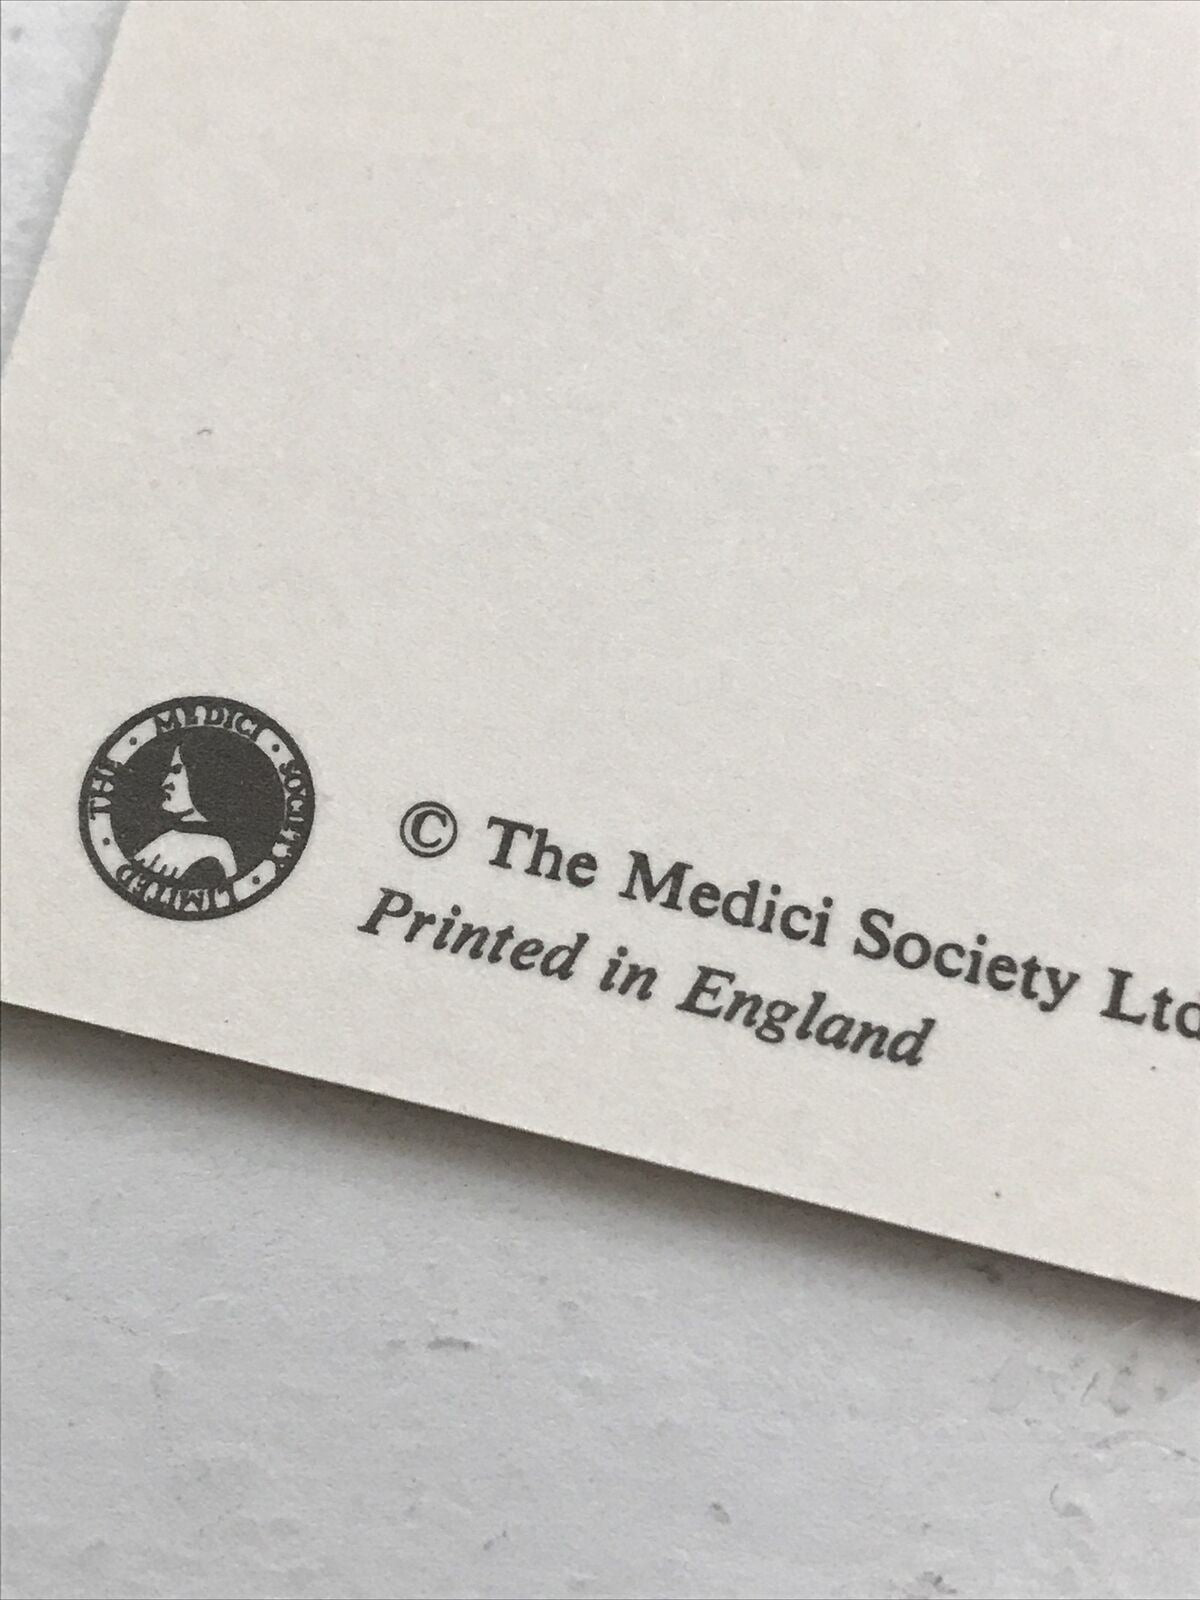 THE · MEDICI · SOCIETY · LIMITED ·
© The Medici Society Ltd
Printed in England